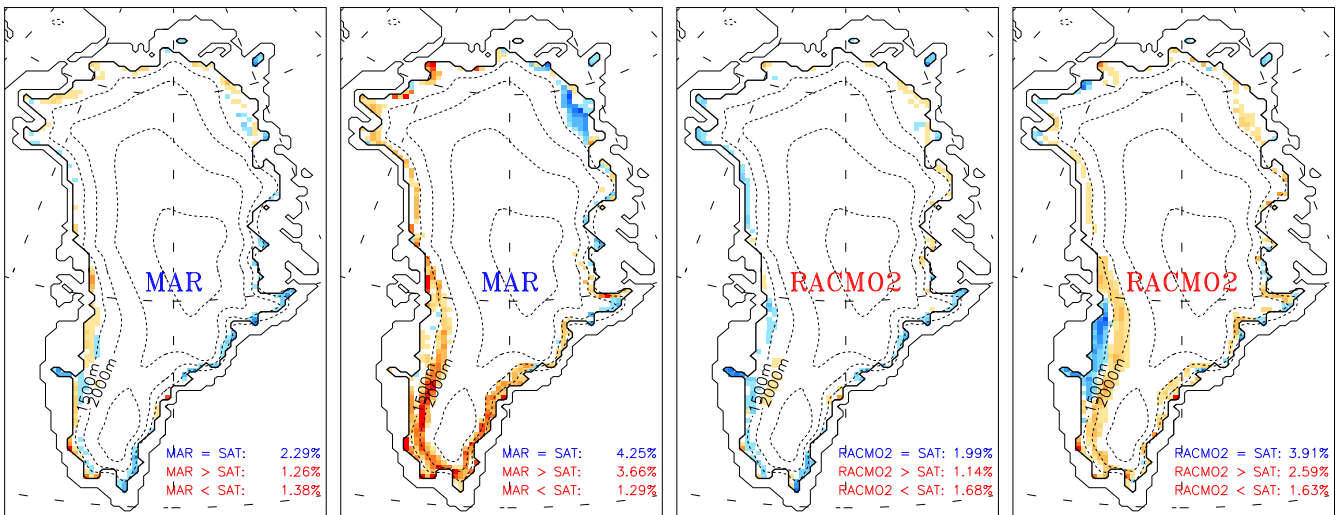 MAR
1500m
2000m
MAR = SAT: 2.29%
MAR > SAT: 1.26%
MAR < SAT: 1.38%
MAR
1500m
2000m
MAR = SAT: 4.25%
MAR > SAT: 3.66%
MAR < SAT: 1.29%
RACMO2
1500m
2000m
RACMO2 = SAT: 1.99%
RACMO2 > SAT: 1.14%
RACMO2 < SAT: 1.68%
RACMO2
1500m
2000m
RACMO2 = SAT: 3.91%
RACMO2 > SAT: 2.59%
RACMO2 < SAT: 1.63%